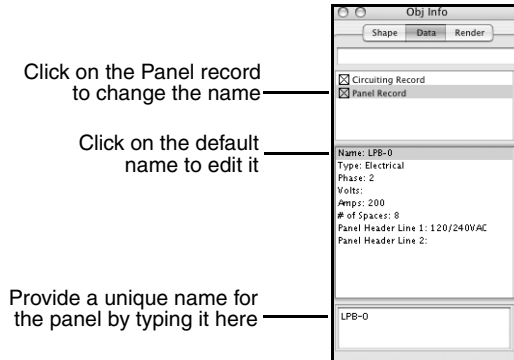 Obj Info
Shape Data Render
Click on the Panel record
to change the name
Circuiting Record
Panel Record
Click on the default
name to edit it
Name: LPB-0
Type: Electrical
Phase: 2
Volts:
Amps: 200
# of Spaces: 8
Panel Header Line 1: 120/240VAC
Panel Header Line 2:
Provide a unique name for
the panel by typing it here
LPB-0